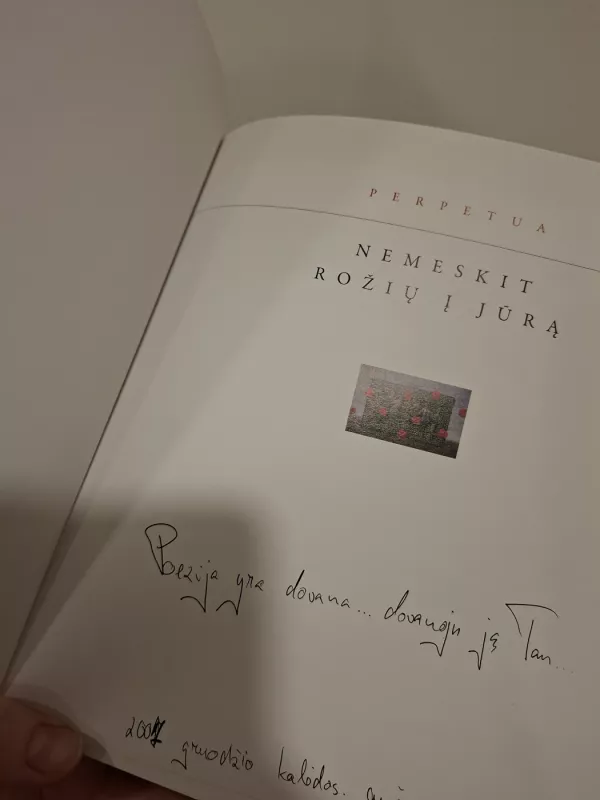 PERPETUA
NEMESKIT
ROŽIŲ Į JŪRĄ
Poezija yra dovana... dovanoju ją Tau...
gruodžio kalėdos.